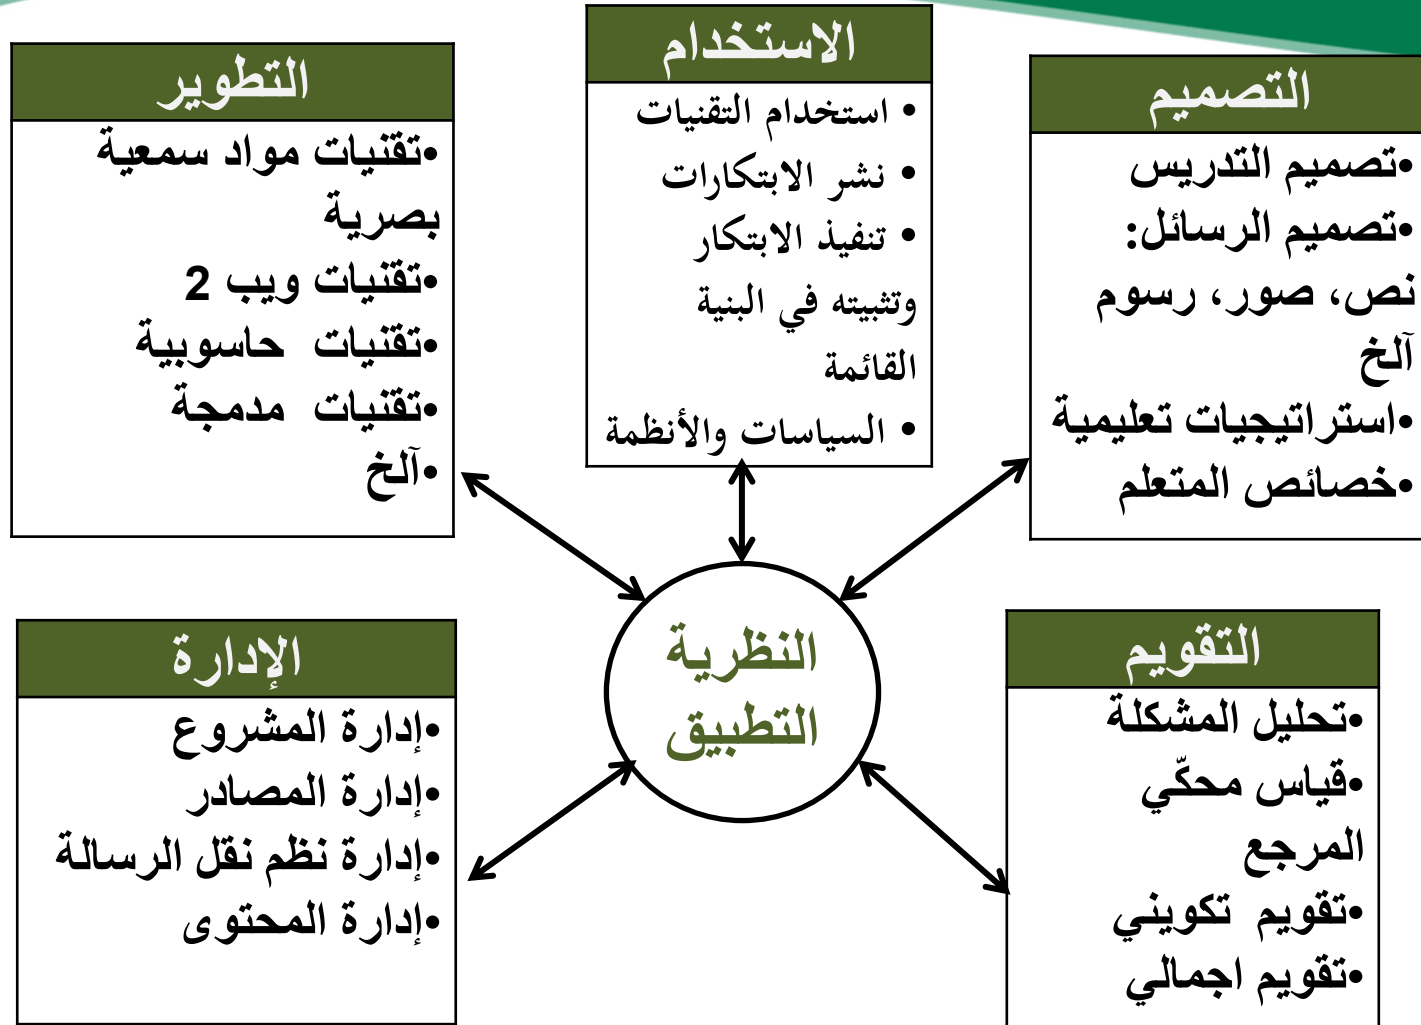 التصميم
•تصميم التدريس
•تصميم الرسائل:
نص، صور، رسوم
آلخ
•استراتيجيات تعليمية
•خصائص المتعلم
الاستخدام
• استخدام التقنيات
• نشر الابتكارات
• تنفيذ الابتكار
وتثبيته في البنية
القائمة
• السياسات والأنظمة
التطوير
•تقنيات مواد سمعية
بصرية
•تقنيات ويب 2
•تقنيات حاسوبية
•تقنيات مدمجة
•آلخ
النظرية
التطبيق
التقويم
•تحليل المشكلة
•قياس محكّي
المرجع
•تقويم تكويني
•تقويم اجمالي
الإدارة
•إدارة المشروع
•إدارة المصادر
•إدارة نظم نقل الرسالة
•إدارة المحتوى